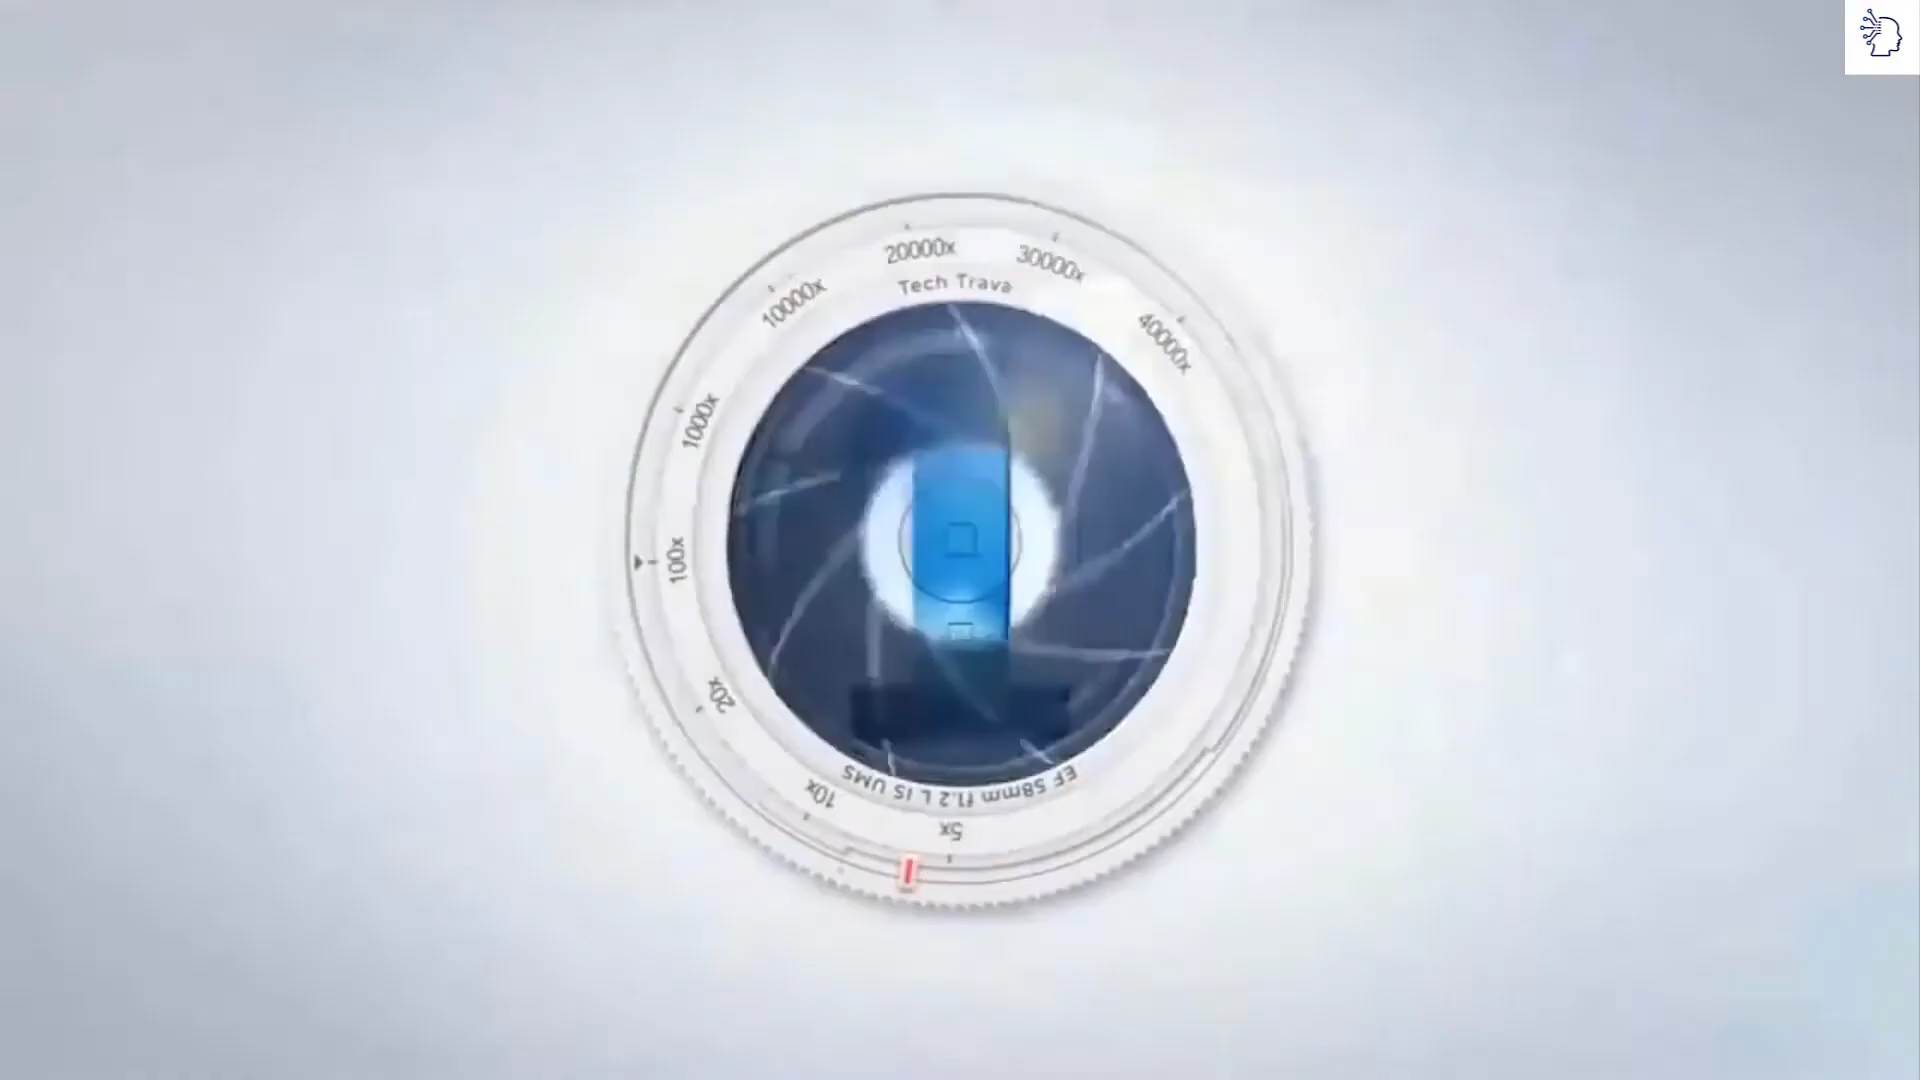 20000x
30000x
10000x
Tech Trava
40000x
1000x
100x
20x
10x
EF 58mm f1.2 L IS UMS
5x